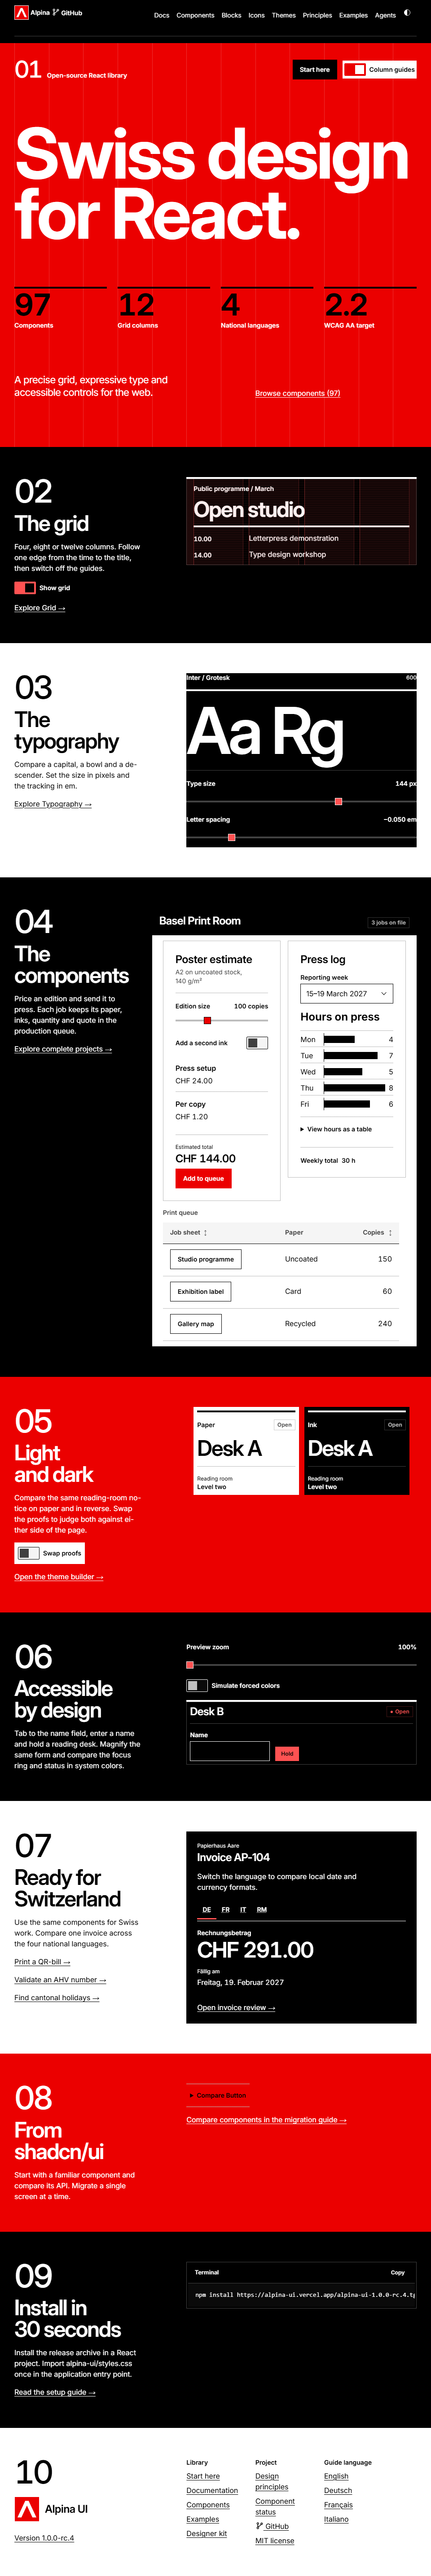 Alpina GitHub Docs Components Blocks Icons Themes Principles Examples Agents
01 Open-source React library
Start here
Column guides
Swiss design
for React.
97 12 4 2.2
Components Grid columns National languages WCAG AA target
A precise grid, expressive type and
accessible controls for the web.
Browse components (97)
02
The grid
Four, eight or twelve columns. Follow
one edge from the time to the title,
then switch off the guides.
Show grid
Explore Grid →
Public programme / March
Open studio
10.00 Letterpress demonstration
14.00 Type design workshop
03
The
typography
Compare a capital, a bowl and a de-
scender. Set the size in pixels and
the tracking in em.
Explore Typography →
Inter / Grotesk 600
Aa Rg
Type size 144 px
Letter spacing −0.050 em
04
The
components
Price an edition and send it to
press. Each job keeps its paper,
inks, quantity and quote in the
production queue.
Explore complete projects →
Basel Print Room 3 jobs on file
Poster estimate
A2 on uncoated stock,
140 g/m²
Edition size 100 copies
Add a second ink
Press setup
CHF 24.00
Per copy
CHF 1.20
Estimated total
CHF 144.00
Add to queue
Press log
Reporting week
15–19 March 2027
Hours on press
Mon 4
Tue 7
Wed 5
Thu 8
Fri 6
View hours as a table
Weekly total 30 h
Print queue
Job sheet Paper Copies
Studio programme Uncoated 150
Exhibition label Card 60
Gallery map Recycled 240
05
Light
and dark
Compare the same reading-room no-
tice on paper and in reverse. Swap
the proofs to judge both against ei-
ther side of the page.
Swap proofs
Open the theme builder →
Paper Open
Desk A
Reading room
Level two
Ink Open
Desk A
Reading room
Level two
06
Accessible
by design
Tab to the name field, enter a name
and hold a reading desk. Magnify the
same form and compare the focus
ring and status in system colors.
Preview zoom 100%
Simulate forced colors
Desk B Open
Name
Hold
07
Ready for
Switzerland
Use the same components for Swiss
work. Compare one invoice across
the four national languages.
Print a QR-bill →
Validate an AHV number →
Find cantonal holidays →
Papierhaus Aare
Invoice AP-104
Switch the language to compare local date and
currency formats.
DE FR IT RM
Rechnungsbetrag
CHF 291.00
Fällig am
Freitag, 19. Februar 2027
Open invoice review →
08
From
shadcn/ui
Start with a familiar component and
compare its API. Migrate a single
screen at a time.
Compare Button
Compare components in the migration guide →
09
Install in
30 seconds
Install the release archive in a React
project. Import alpina-ui/styles.css
once in the application entry point.
Read the setup guide →
Terminal Copy
npm install https://alpina-ui.vercel.app/alpina-ui-1.0.0-rc.4.t
10
Alpina UI
Version 1.0.0-rc.4
Library
Start here
Documentation
Components
Examples
Designer kit
Project
Design
principles
Component
status
GitHub
MIT license
Guide language
English
Deutsch
Français
Italiano